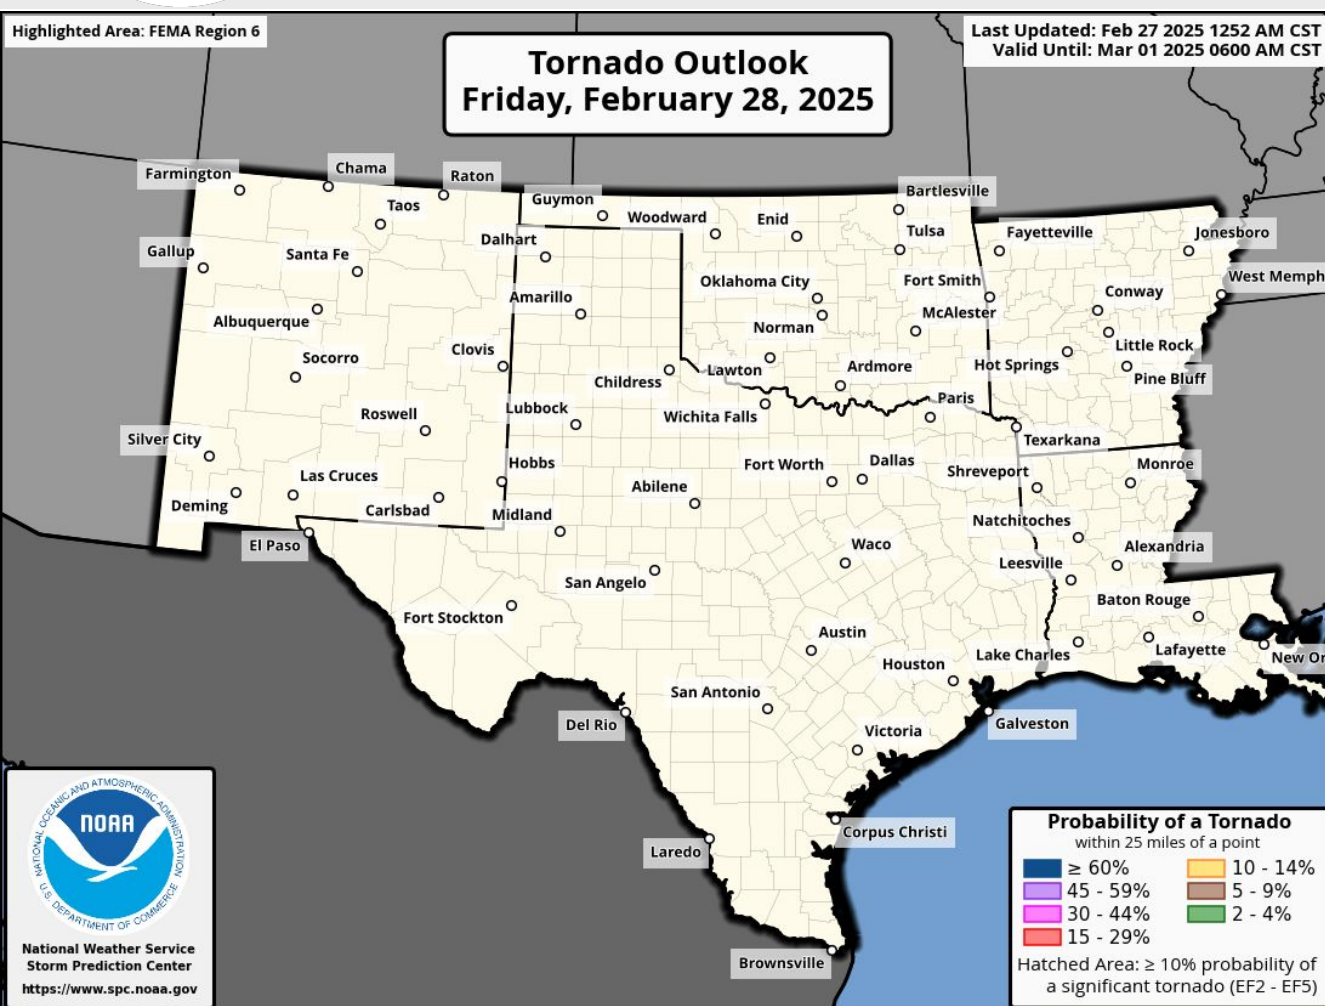 Highlighted Area: FEMA Region 6
Last Updated: Feb 27 2025 1252 AM CST
Valid Until: Mar 01 2025 0600 AM CST
Tornado Outlook
Friday, February 28, 2025
Farmington
Chama
Raton
Taos
Guymon
Woodward
Enid
Bartlesville
Tulsa
Fayetteville
Jonesboro
Gallup
Santa Fe
Dalhart
Amarillo
Oklahoma City
Fort Smith
Conway
West Memph
Albuquerque
Norman
McAlester
Little Rock
Socorro
Clovis
Childress
Lawton
Ardmore
Hot Springs
Pine Bluff
Roswell
Lubbock
Wichita Falls
Paris
Silver City
Texarkana
Las Cruces
Hobbs
Abilene
Fort Worth
Dallas
Shreveport
Monroe
Deming
Carlsbad
Midland
Natchitoches
El Paso
Waco
Alexandria
San Angelo
Leesville
Fort Stockton
Baton Rouge
Austin
Houston
Lake Charles
Lafayette
New Or
San Antonio
Del Rio
Victoria
Galveston
Corpus Christi
Laredo
Brownsville
NATIONAL OCEANIC AND ATMOSPHERIC ADMINISTRATION
NOAA
U.S. DEPARTMENT OF COMMERCE
National Weather Service
Storm Prediction Center
https://www.spc.noaa.gov
Probability of a Tornado
within 25 miles of a point
≥ 60%
45 - 59%
30 - 44%
15 - 29%
10 - 14%
5 - 9%
2 - 4%
Hatched Area: ≥ 10% probability of
a significant tornado (EF2 - EF5)